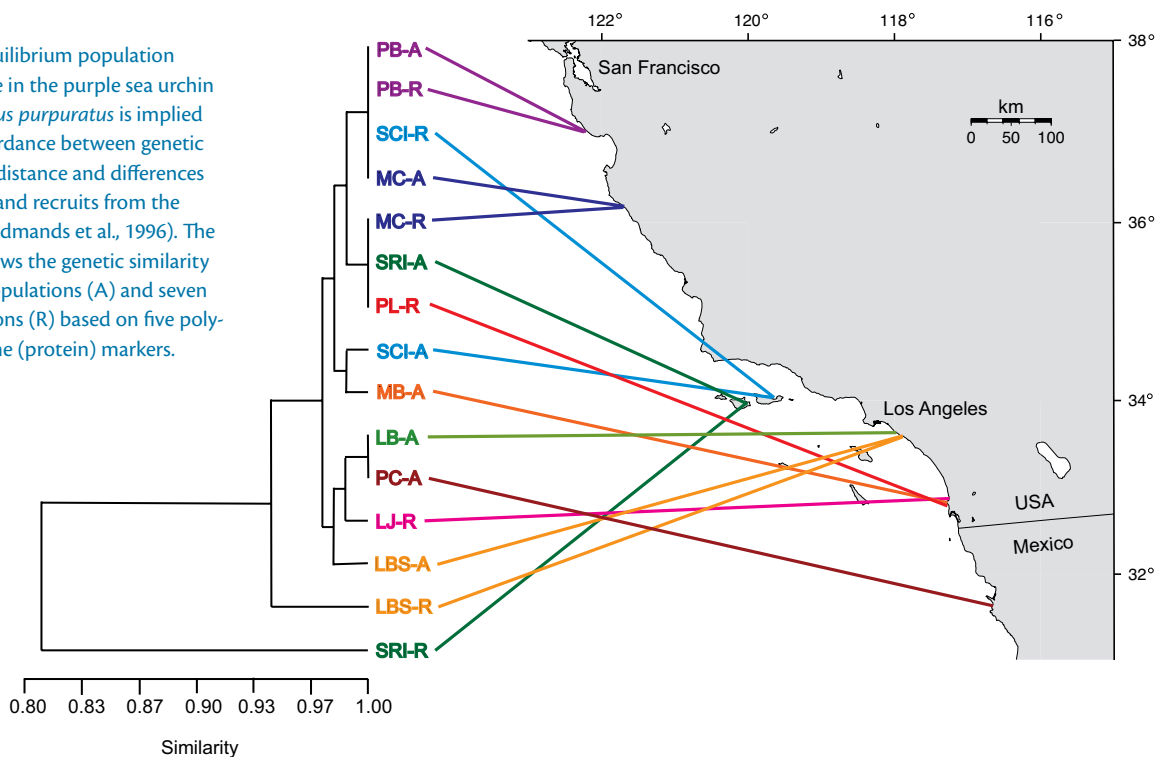 uilibrium population
e in the purple sea urchin
us purpuratus is implied
rdance between genetic
distance and differences
and recruits from the
dmands et al., 1996). The
ws the genetic similarity
pulations (A) and seven
ons (R) based on five poly-
ne (protein) markers.
122° 120° 118° 116°
38°
36°
34°
32°
San Francisco
km
0 50 100
Los Angeles
USA
Mexico
PB-A
PB-R
SCI-R
MC-A
MC-R
SRI-A
PL-R
SCI-A
MB-A
LB-A
PC-A
LJ-R
LBS-A
LBS-R
SRI-R
0.80 0.83 0.87 0.90 0.93 0.97 1.00
Similarity